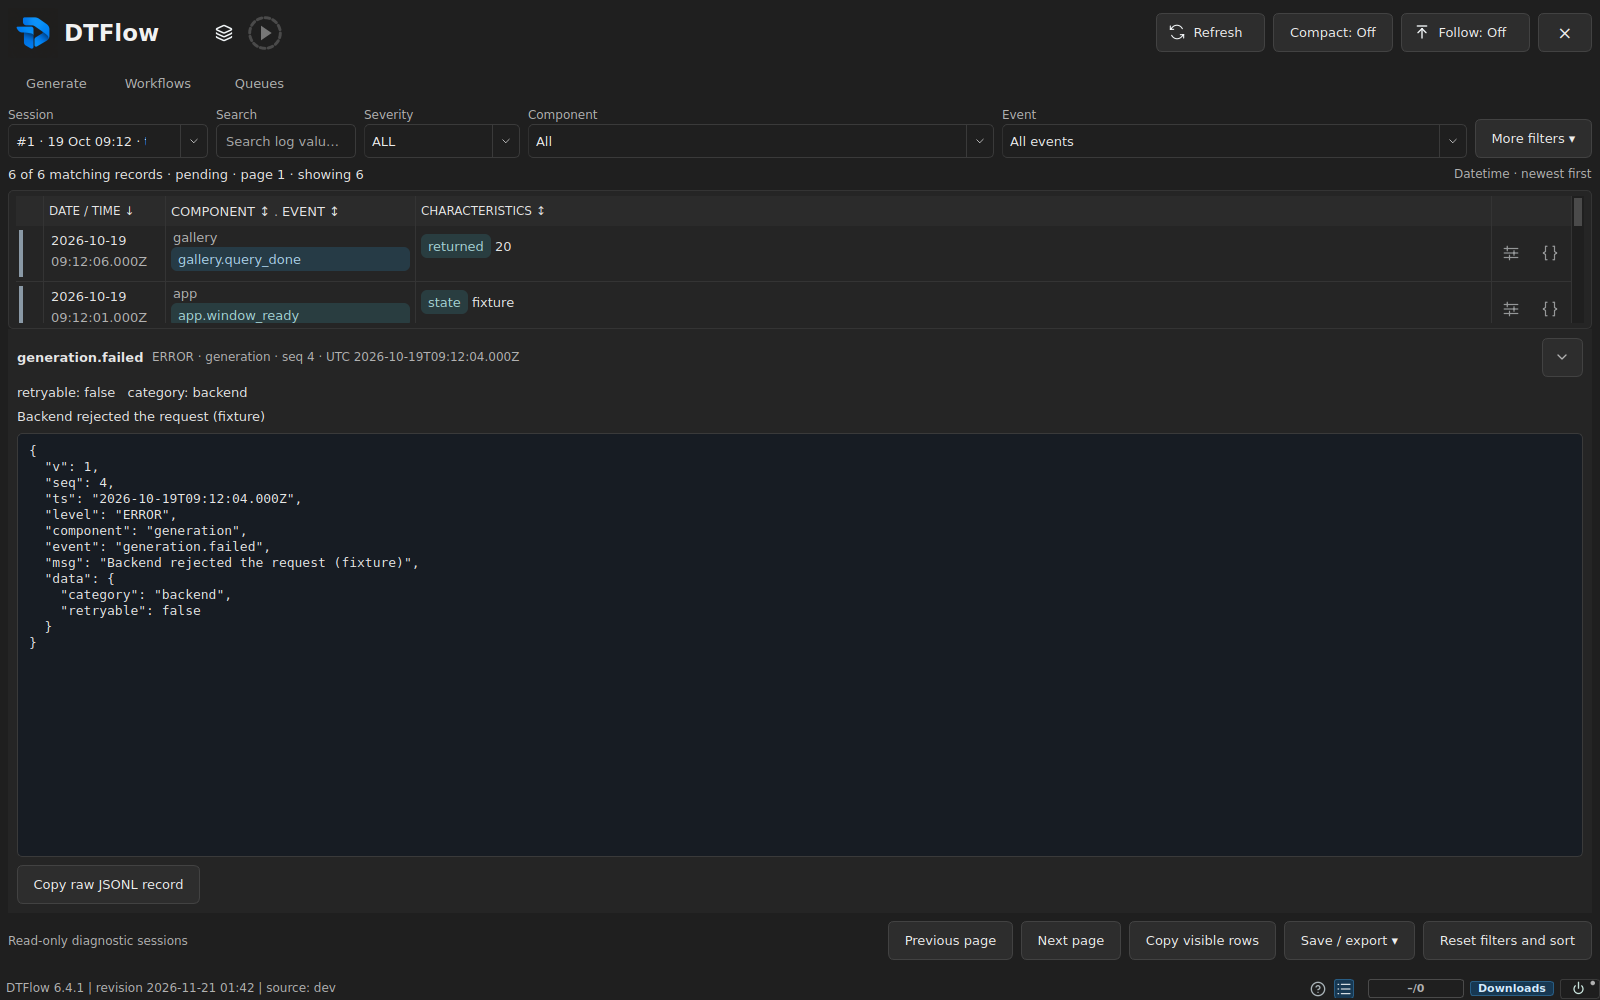 DTFlow
Refresh
Compact: Off
Follow: Off
Generate
Workflows
Queues
Session
Search
Severity
Component
Event
#1 · 19 Oct 09:12 ·
Search log valu...
ALL
All
All events
More filters ▾
6 of 6 matching records · pending · page 1 · showing 6
Datetime · newest first
DATE / TIME ↓
COMPONENT ↕ . EVENT ↕
CHARACTERISTICS ↕
2026-10-19
09:12:06.000Z
gallery
gallery.query_done
returned 20
{}
2026-10-19
09:12:01.000Z
app
app.window_ready
state fixture
{}
generation.failed ERROR · generation · seq 4 · UTC 2026-10-19T09:12:04.000Z
retryable: false category: backend
Backend rejected the request (fixture)
{
"v": 1,
"seq": 4,
"ts": "2026-10-19T09:12:04.000Z",
"level": "ERROR",
"component": "generation",
"event": "generation.failed",
"msg": "Backend rejected the request (fixture)",
"data": {
"category": "backend",
"retryable": false
}
}
Copy raw JSONL record
Read-only diagnostic sessions
Previous page
Next page
Copy visible rows
Save / export ▾
Reset filters and sort
DTFlow 6.4.1 | revision 2026-11-21 01:42 | source: dev
-/0
Downloads